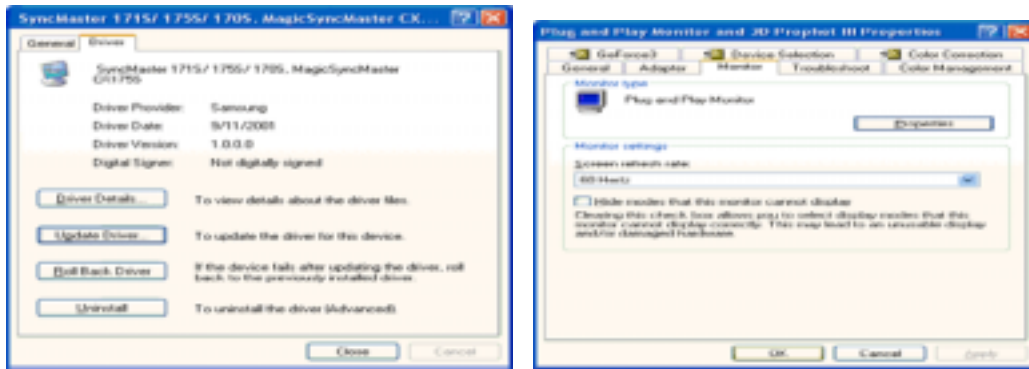 SyncMaster 171S/ 175S/ 170S, MagicSyncMaster CX...
General Driver
SyncMaster 171S/ 175S/ 170S, MagicSyncMaster
Driver Provider: Samsung
Driver Date: 9/11/2001
Driver Version: 1.0.0.0
Digital Signer: Not digitally signed
Driver Details... To view details about the driver files.
Update Driver... To update the driver for this device.
Roll Back Driver If the device fails after updating the driver, roll
back to the previously installed driver.
Uninstall To uninstall the driver (Advanced).
Close Cancel
Plug and Play Monitor and 3D Prophet III Properties
GeForce3 Device Selection Color Correction
General Adapter Monitor Troubleshoot Color Management
Monitor type
Plug and Play Monitor
Properties
Monitor settings
Screen refresh rate:
60 Hertz
Hide modes that this monitor cannot display
Clearing this check box allows you to select display modes that this
monitor cannot display correctly. This may lead to an unusable display
and/or damaged hardware.
OK Cancel Apply